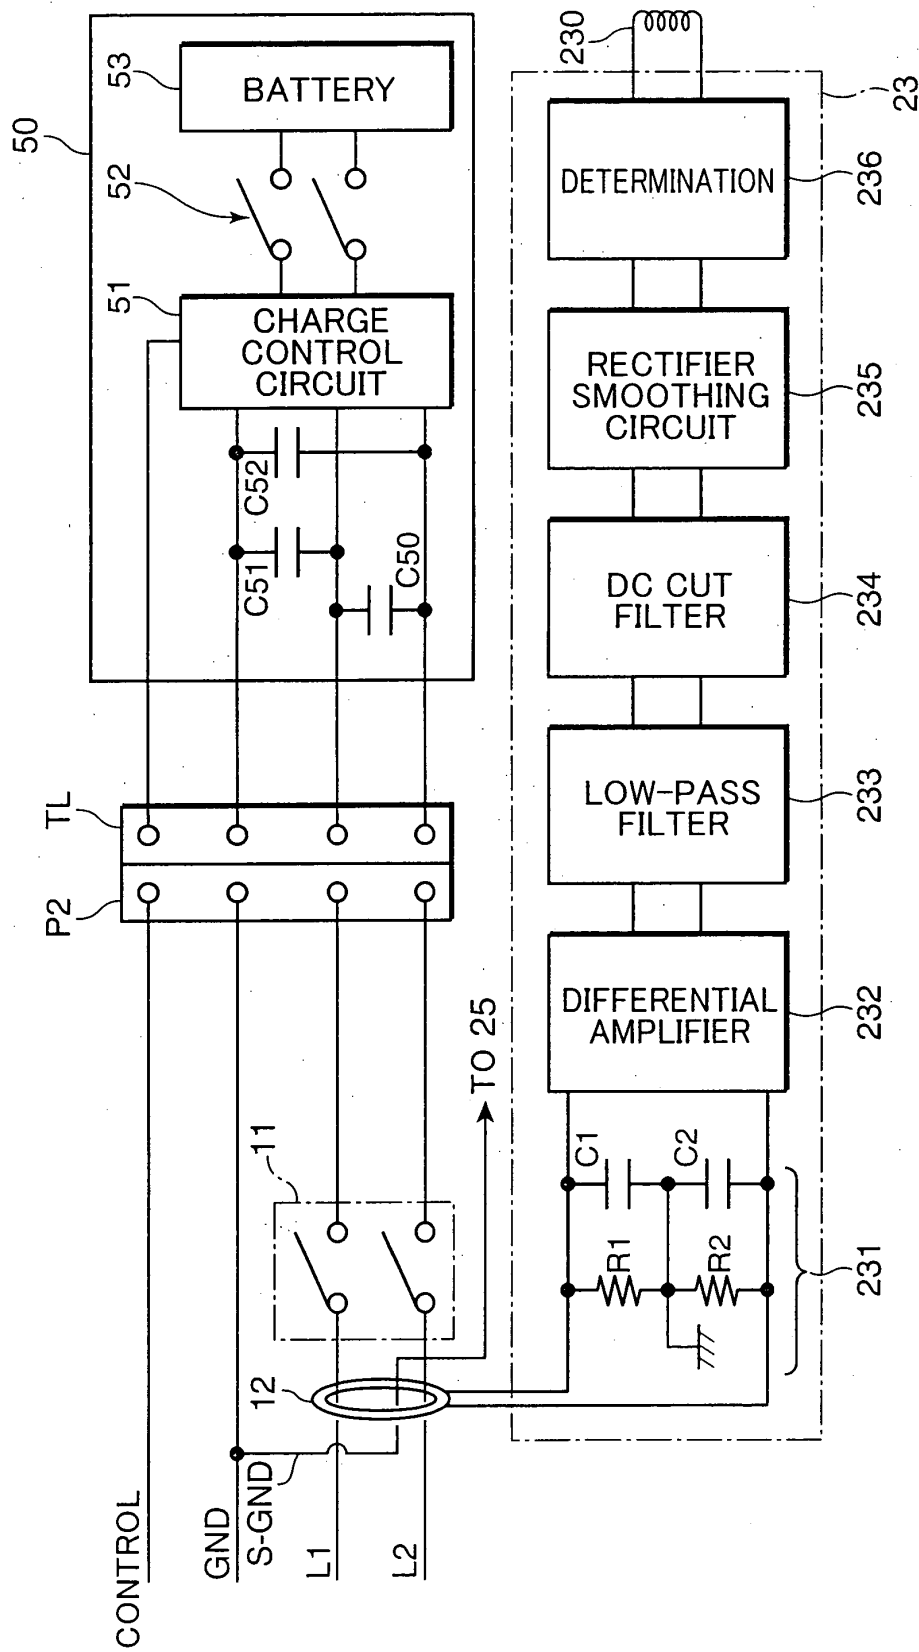 50
53
BATTERY
52
51
CHARGE
CONTROL
CIRCUIT
C52
C51
C50
TL
P2
TO 25
11
12
CONTROL
GND
S-GND
L1
L2
230
23
DETERMINATION
236
RECTIFIER
SMOOTHING
CIRCUIT
235
DC CUT
FILTER
234
LOW-PASS
FILTER
233
DIFFERENTIAL
AMPLIFIER
232
C1
C2
R1
R2
231